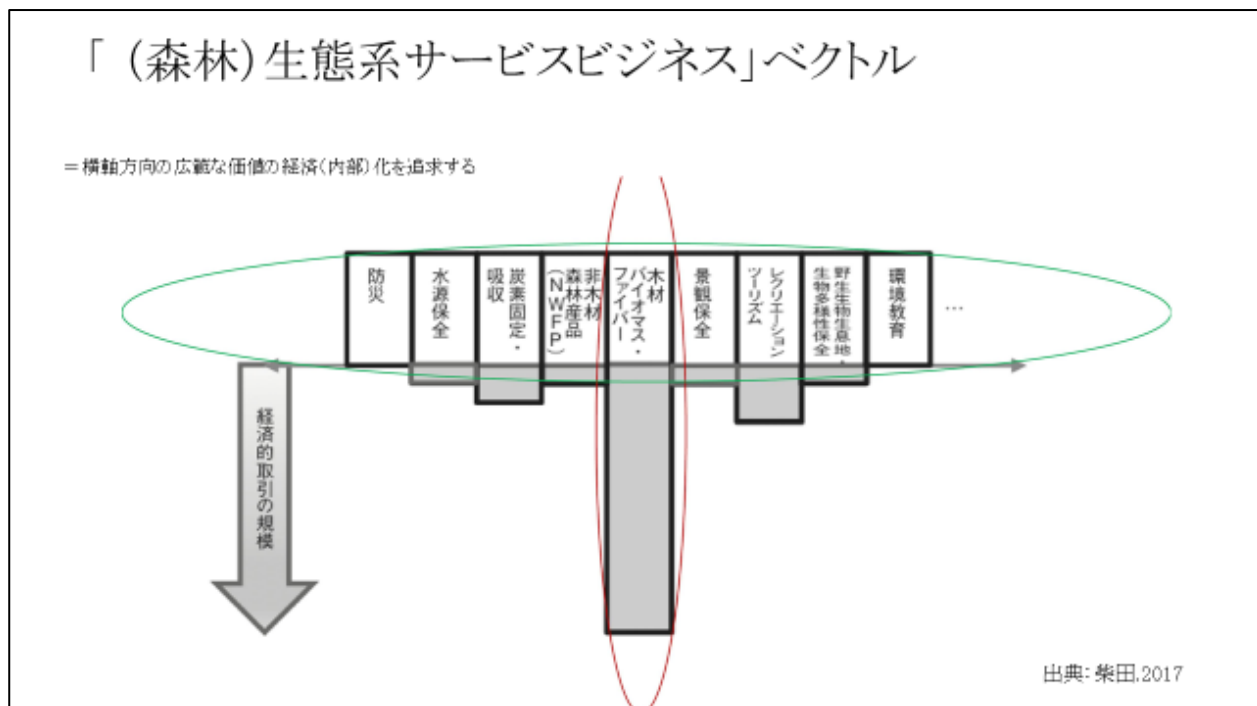 「 (森林)生態系サービスビジネス」ベクトル
＝横軸方向の広範な価値の経済(内部)化を追求する
防災
水源保全
炭素固定・
吸収
非木材
森林産品
(NWFP)
木材
バイオマス・
ファイバー
景観保全
レクリエーション
ツーリズム
野生生物生息地・
生物多様性保全
環境教育
…
経済的取引の規模
出典: 柴田,2017